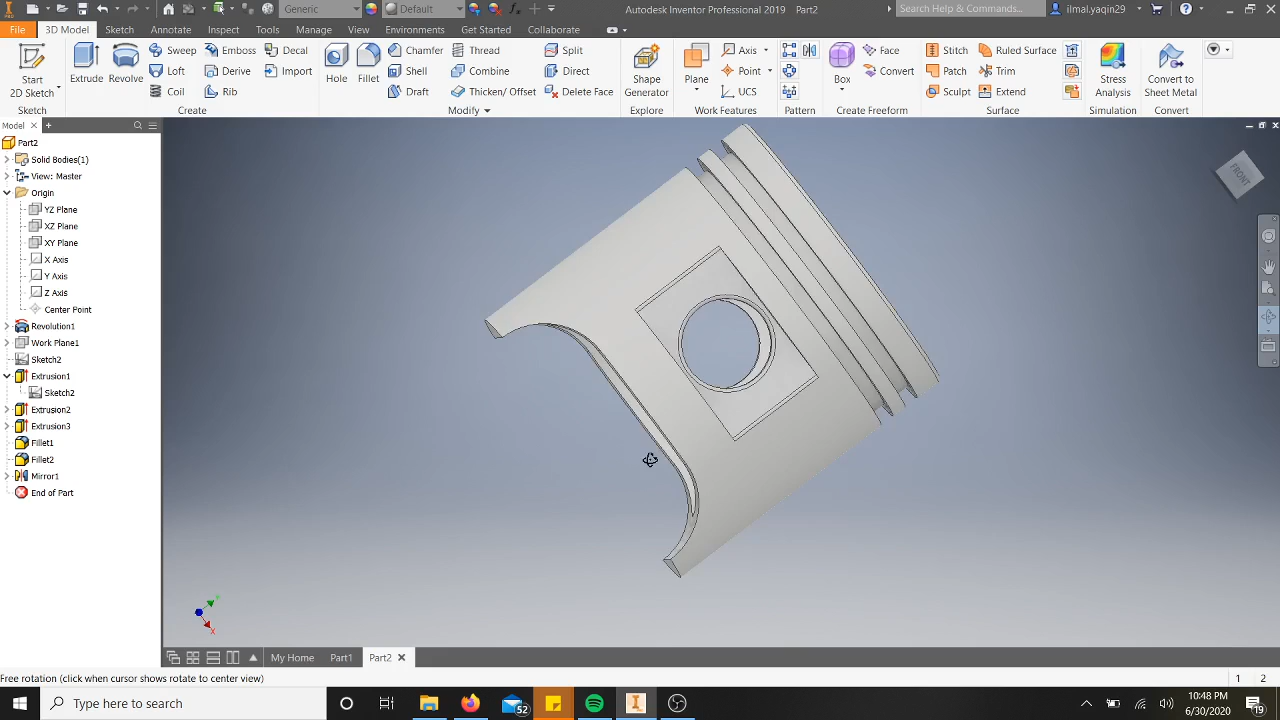 Generic
Default
Autodesk Inventor Professional 2019 Part2
Search Help & Commands...
ilmal.yaqin29
File
3D Model
Sketch
Annotate
Inspect
Tools
Manage
View
Environments
Get Started
Collaborate
Start
2D Sketch
Extrude
Revolve
Sweep
Loft
Coil
Emboss
Derive
Rib
Decal
Import
Hole
Fillet
Chamfer
Shell
Draft
Thread
Combine
Thicken/ Offset
Split
Direct
Delete Face
Shape
Generator
Plane
Axis
Point
UCS
Box
Face
Convert
Stitch
Patch
Sculpt
Ruled Surface
Trim
Extend
Stress
Analysis
Convert to
Sheet Metal
Sketch
Create
Modify
Explore
Work Features
Pattern
Create Freeform
Surface
Simulation
Convert
Model
Part2
Solid Bodies(1)
View: Master
Origin
YZ Plane
XZ Plane
XY Plane
X Axis
Y Axis
Z Axis
Center Point
Revolution1
Work Plane1
Sketch2
Extrusion1
Sketch2
Extrusion2
Extrusion3
Fillet1
Fillet2
Mirror1
End of Part
FRONT
X
My Home
Part1
Part2
Free rotation (click when cursor shows rotate to center view)
1
2
Type here to search
52
10:48 PM
6/30/2020
19